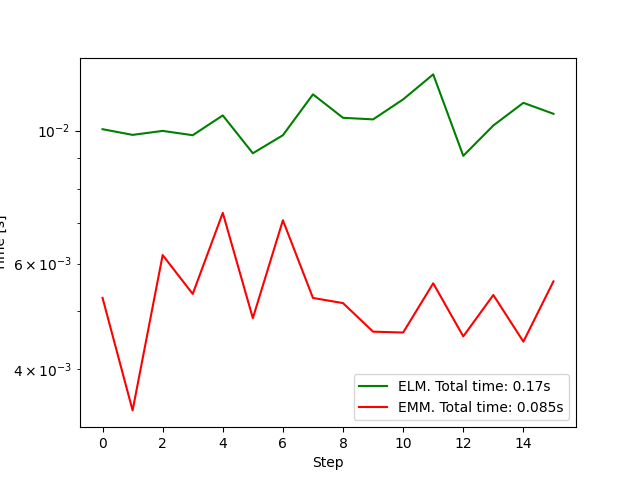 10⁻²
6 × 10⁻³
4 × 10⁻³
Time [s]
0 2 4 6 8 10 12 14
Step
ELM. Total time: 0.17s
EMM. Total time: 0.085s